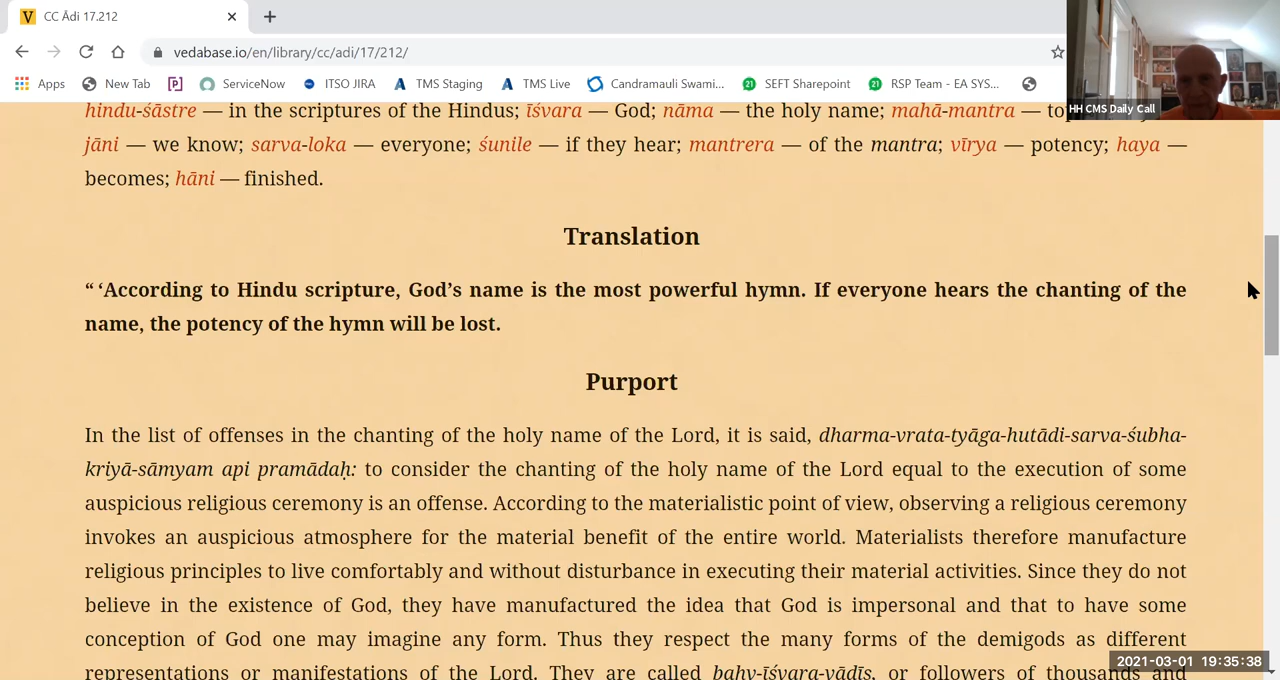 CC Ādi 17.212
vedabase.io/en/library/cc/adi/17/212/
Apps New Tab ServiceNow ITSO JIRA TMS Staging TMS Live Candramauli Swami... SEFT Sharepoint RSP Team - EA SYS...
HH CMS Daily Call
hindu-śāstre — in the scriptures of the Hindus; īśvara — God; nāma — the holy name; mahā-mantra —
jāni — we know; sarva-loka — everyone; śunile — if they hear; mantrera — of the mantra; vīrya — potency; haya —
becomes; hāni — finished.
Translation
“ ‘According to Hindu scripture, God’s name is the most powerful hymn. If everyone hears the chanting of the
name, the potency of the hymn will be lost.
Purport
In the list of offenses in the chanting of the holy name of the Lord, it is said, dharma-vrata-tyāga-hutādi-sarva-śubha-
kriyā-sāmyam api pramādaḥ: to consider the chanting of the holy name of the Lord equal to the execution of some
auspicious religious ceremony is an offense. According to the materialistic point of view, observing a religious ceremony
invokes an auspicious atmosphere for the material benefit of the entire world. Materialists therefore manufacture
religious principles to live comfortably and without disturbance in executing their material activities. Since they do not
believe in the existence of God, they have manufactured the idea that God is impersonal and that to have some
conception of God one may imagine any form. Thus they respect the many forms of the demigods as different
representations or manifestations of the Lord. They are called bahv-īśvara-vādīs, or followers of thousands and
2021-03-01 19:35:38